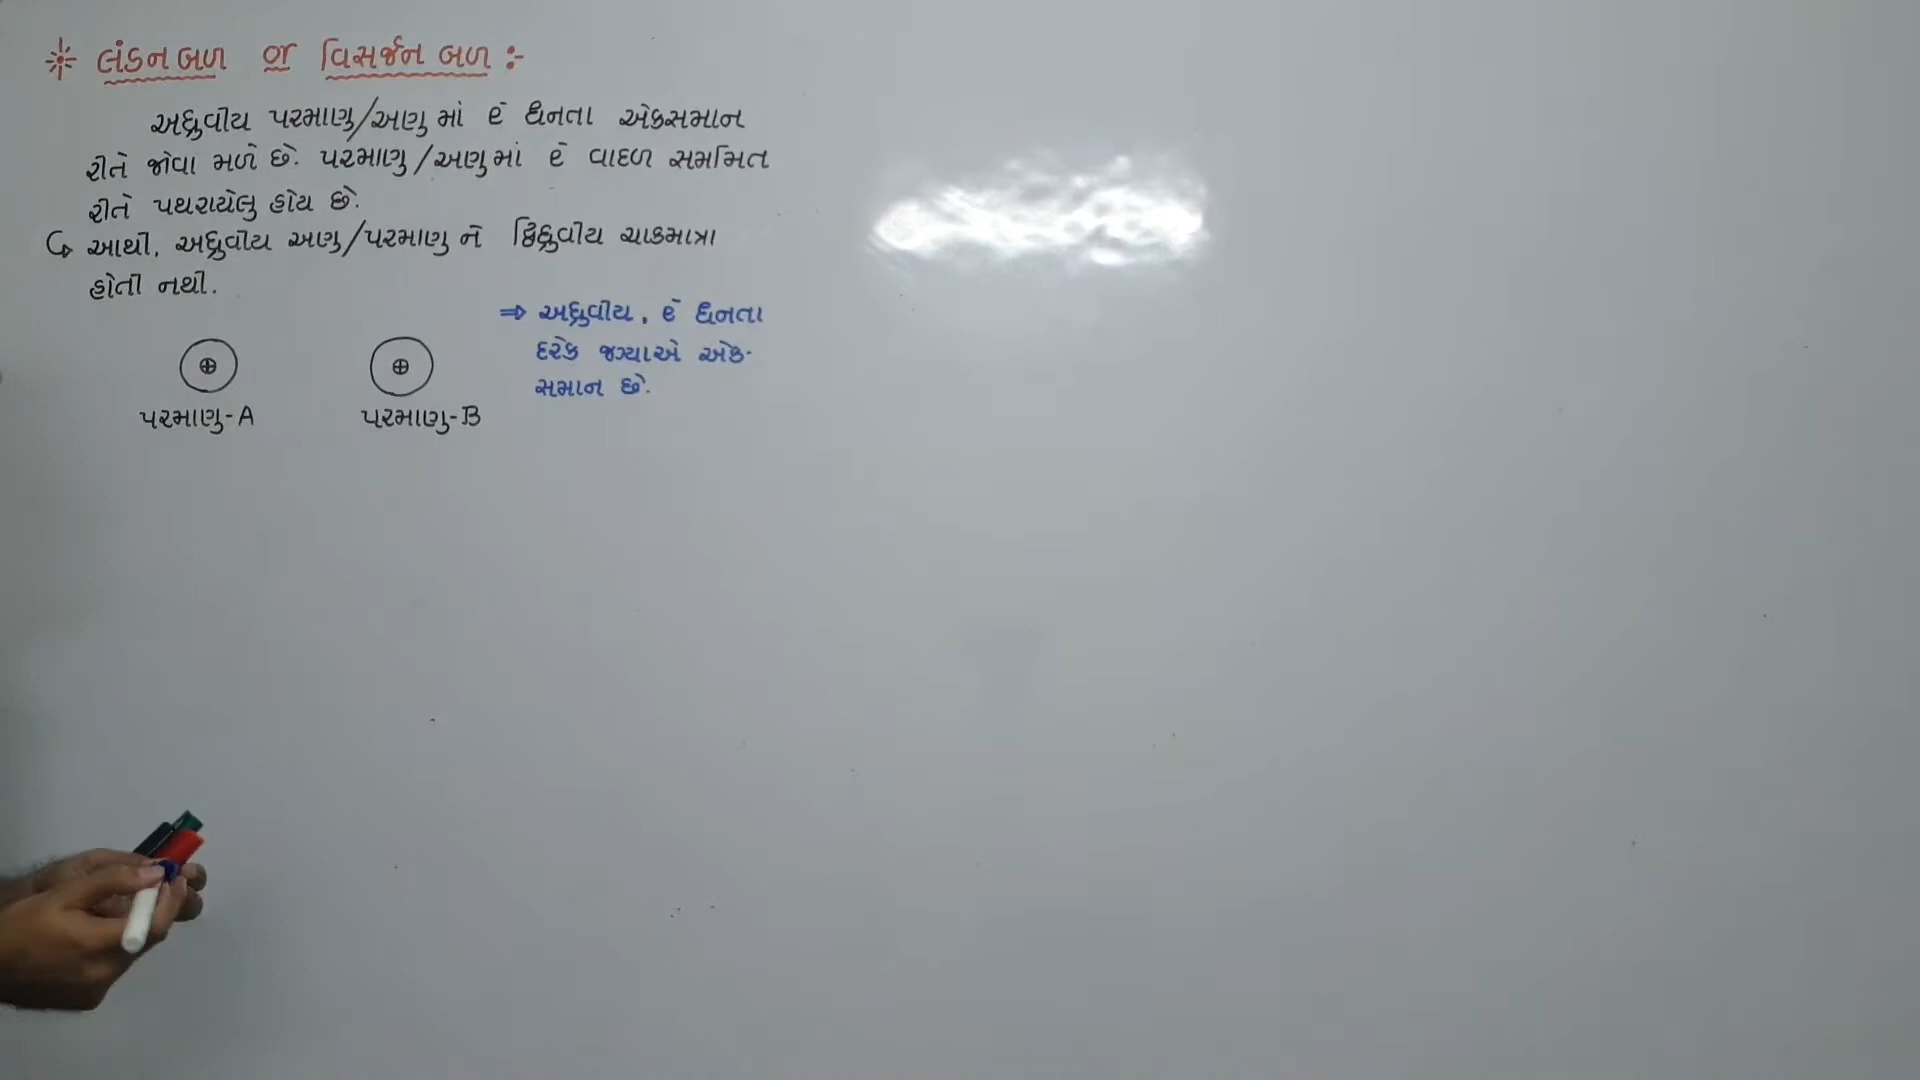 * લંડન બળ or વિસર્જન બળ :-
અધ્રુવીય પરમાણુ/અણુ માં e⁻ ઘનતા એકસમાન
રીતે જોવા મળે છે. પરમાણુ/અણુમાં e⁻ વાદળ સમમિત
રીતે પથરાયેલુ હોય છે.
↪ આથી, અધ્રુવીય અણુ/પરમાણુ ને દ્વિધ્રુવીય ચાકમાત્રા
હોતી નથી.
⇒ અધ્રુવીય, e⁻ ઘનતા
દરેક જગ્યાએ એક-
સમાન છે.
⊕ ⊕
પરમાણુ-A પરમાણુ-B